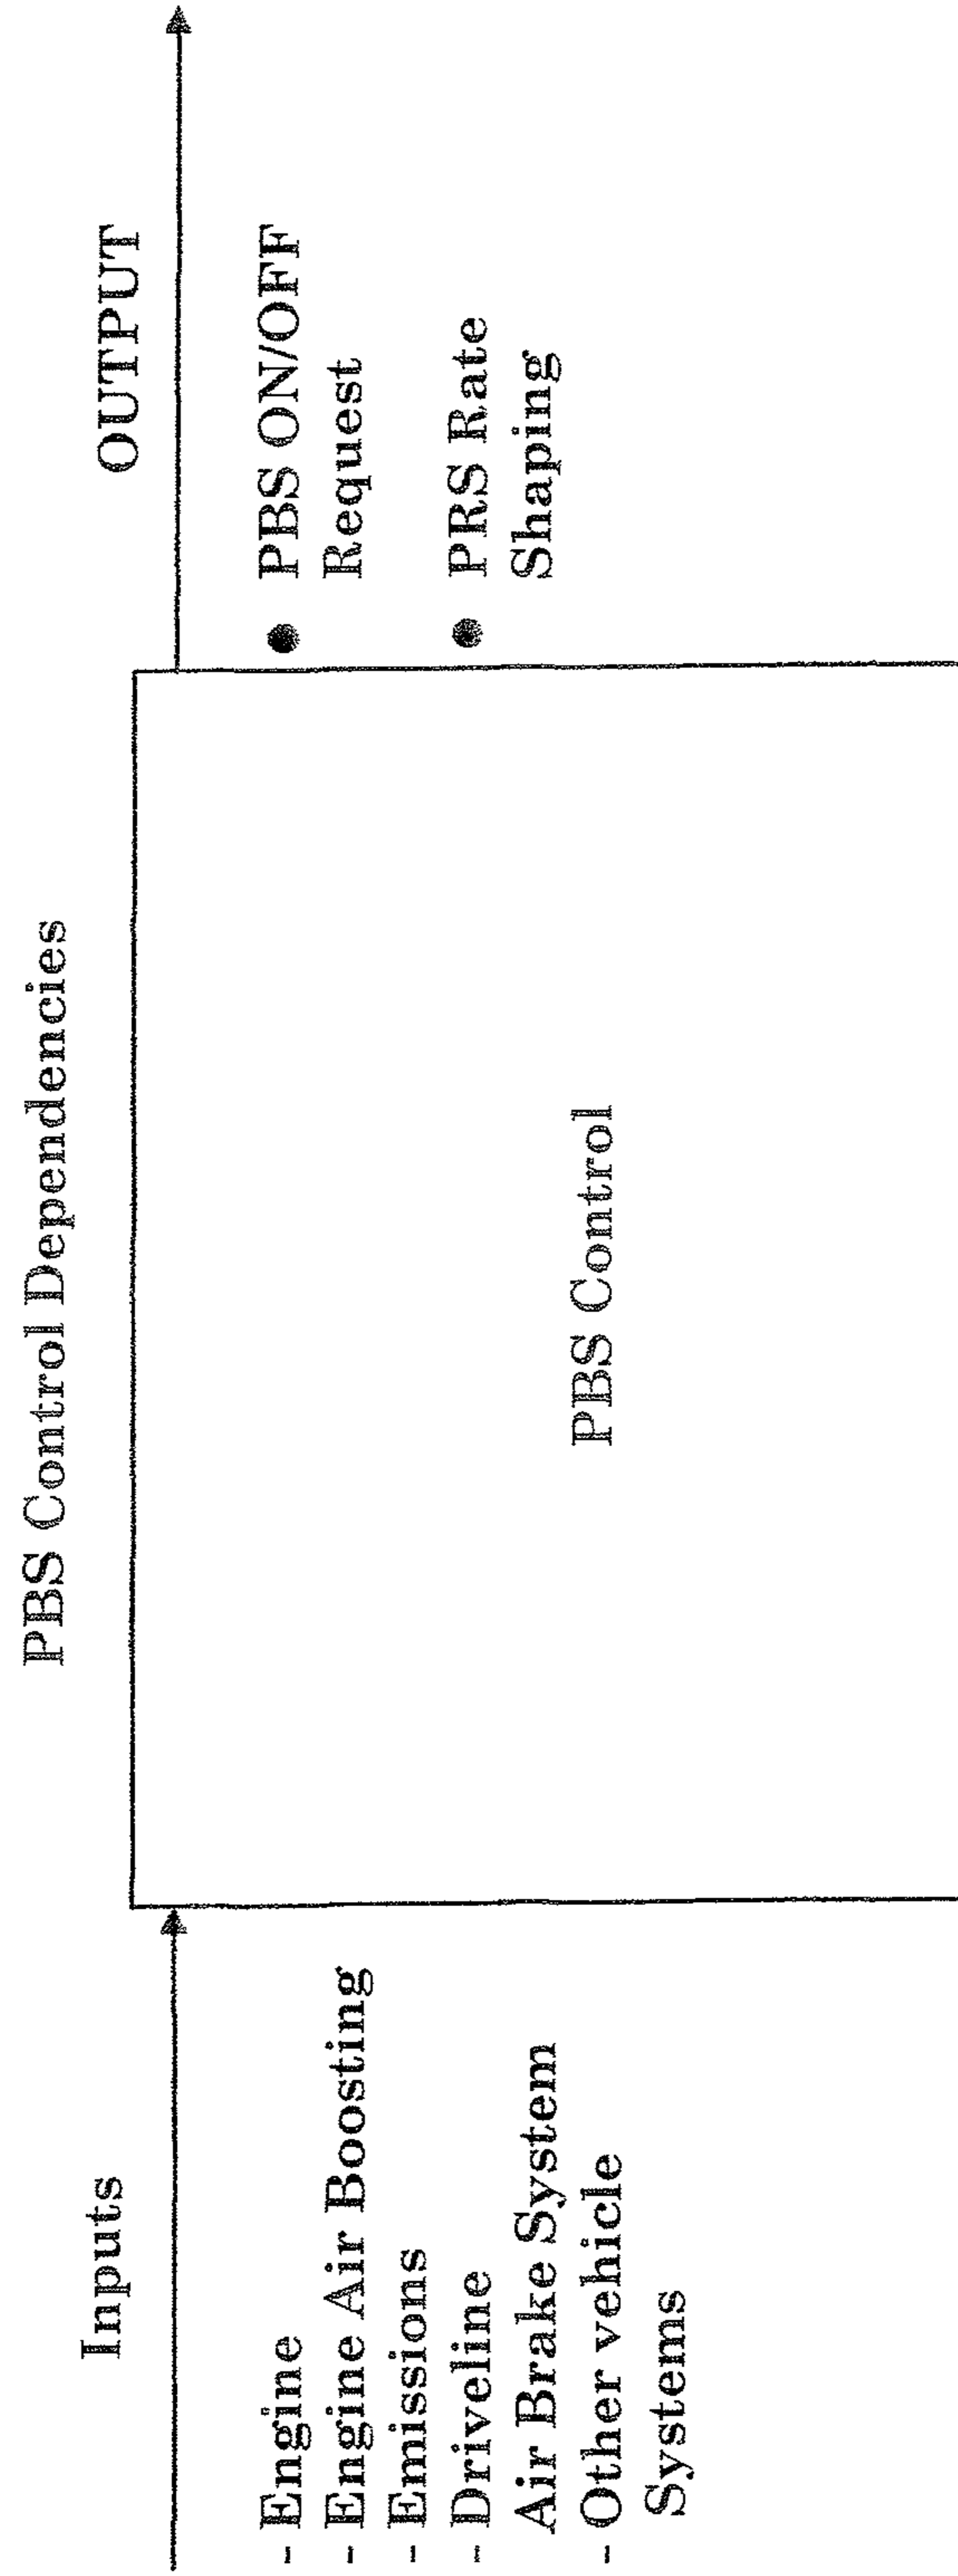 PBS Control Dependencies
Inputs
- Engine
- Engine Air Boosting
- Emissions
- Driveline
Air Brake System
- Other vehicle
Systems
PBS Control
OUTPUT
● PBS ON/OFF
Request
● PRS Rate
Shaping